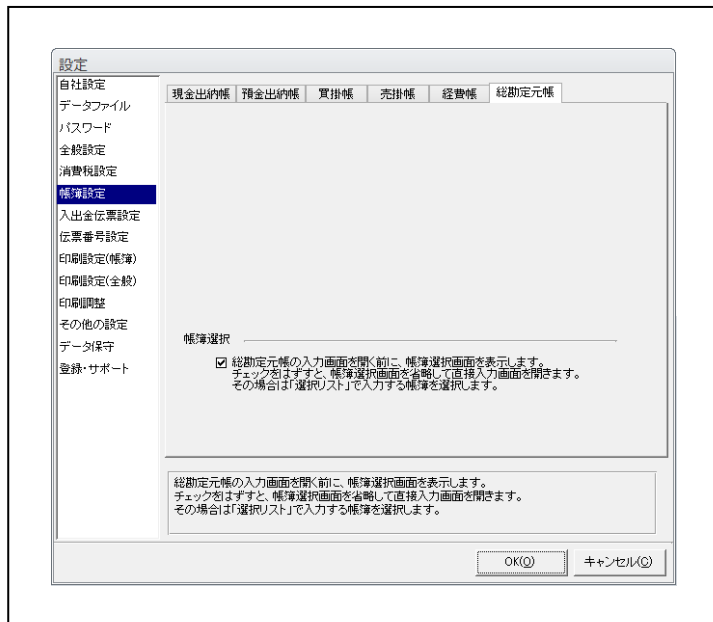 設定
自社設定
データファイル
パスワード
全般設定
消費税設定
帳簿設定
入出金伝票設定
伝票番号設定
印刷設定(帳簿)
印刷設定(全般)
印刷調整
その他の設定
データ保守
登録・サポート
現金出納帳 預金出納帳 買掛帳 売掛帳 経費帳 総勘定元帳
帳簿選択
総勘定元帳の入力画面を開く前に、帳簿選択画面を表示します。
チェックをはずすと、帳簿選択画面を省略して直接入力画面を開きます。
その場合は「選択リスト」で入力する帳簿を選択します。
総勘定元帳の入力画面を開く前に、帳簿選択画面を表示します。
チェックをはずすと、帳簿選択画面を省略して直接入力画面を開きます。
その場合は「選択リスト」で入力する帳簿を選択します。
OK(O) キャンセル(C)